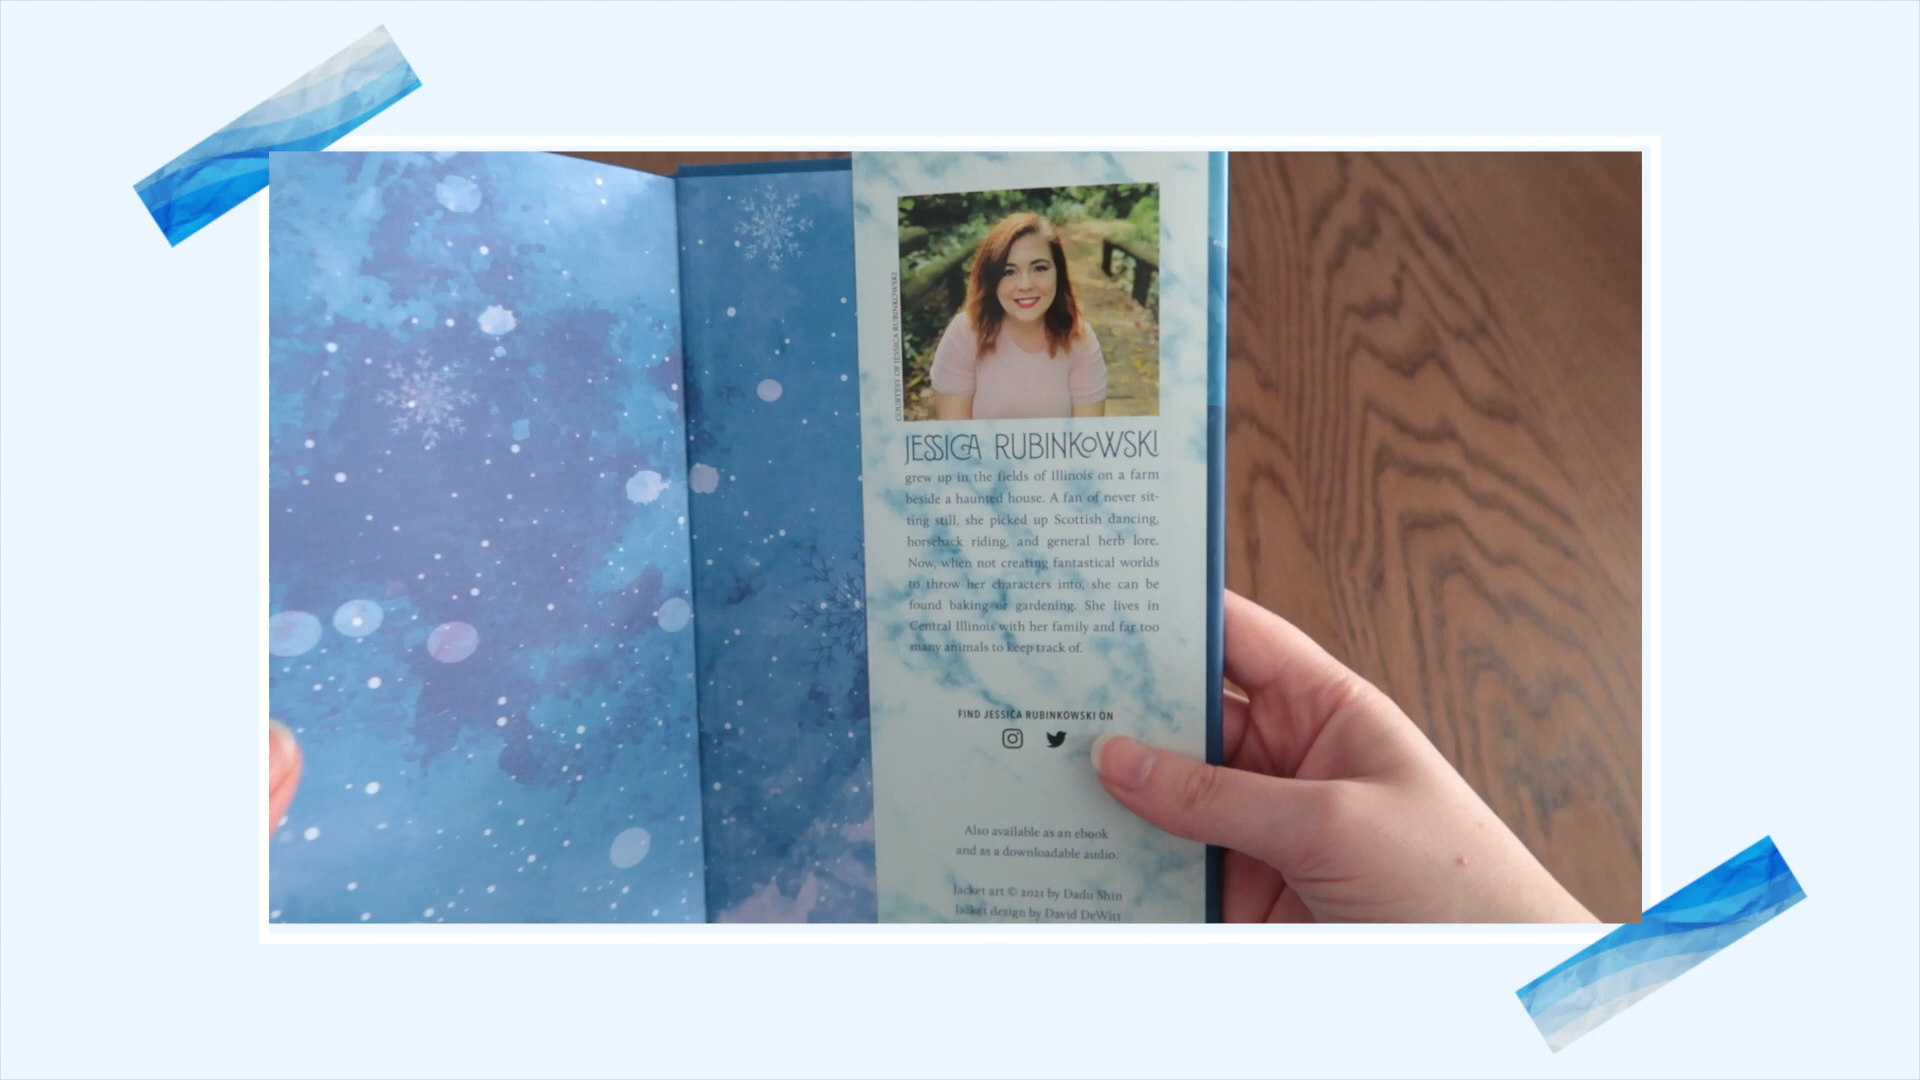 COURTESY OF JESSICA RUBINKOWSKI
JESSICA RUBINKOWSKI
grew up in the fields of Illinois on a farm
beside a haunted house. A fan of never sit-
ting still, she picked up Scottish dancing,
horseback riding, and general herb lore.
Now, when not creating fantastical worlds
to throw her characters into, she can be
found baking or gardening. She lives in
Central Illinois with her family and far too
many animals to keep track of.
FIND JESSICA RUBINKOWSKI ON
Also available as an ebook
and as a downloadable audio.
Jacket art © 2021 by Dadu Shin
Jacket design by David DeWitt